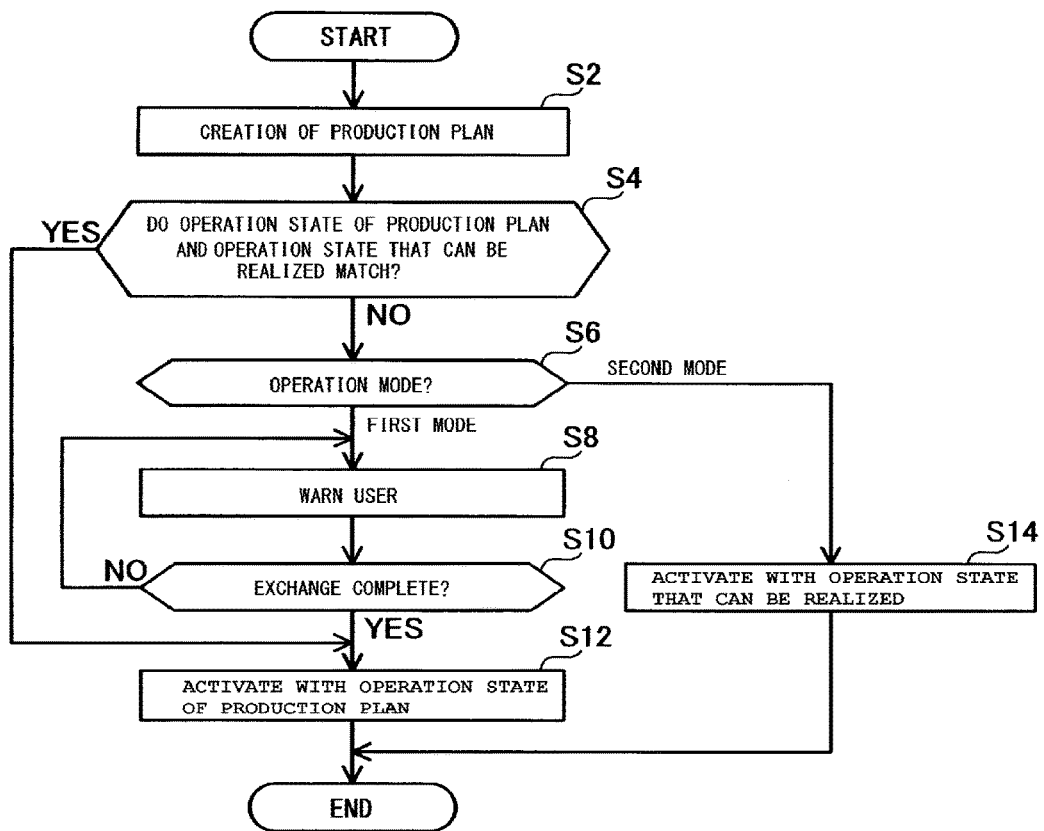 START
S2
CREATION OF PRODUCTION PLAN
S4
YES
DO OPERATION STATE OF PRODUCTION PLAN
AND OPERATION STATE THAT CAN BE
REALIZED MATCH?
NO
S6
OPERATION MODE?
SECOND MODE
FIRST MODE
S8
WARN USER
S10
NO
EXCHANGE COMPLETE?
S14
ACTIVATE WITH OPERATION STATE
THAT CAN BE REALIZED
YES
S12
ACTIVATE WITH OPERATION STATE
OF PRODUCTION PLAN
END